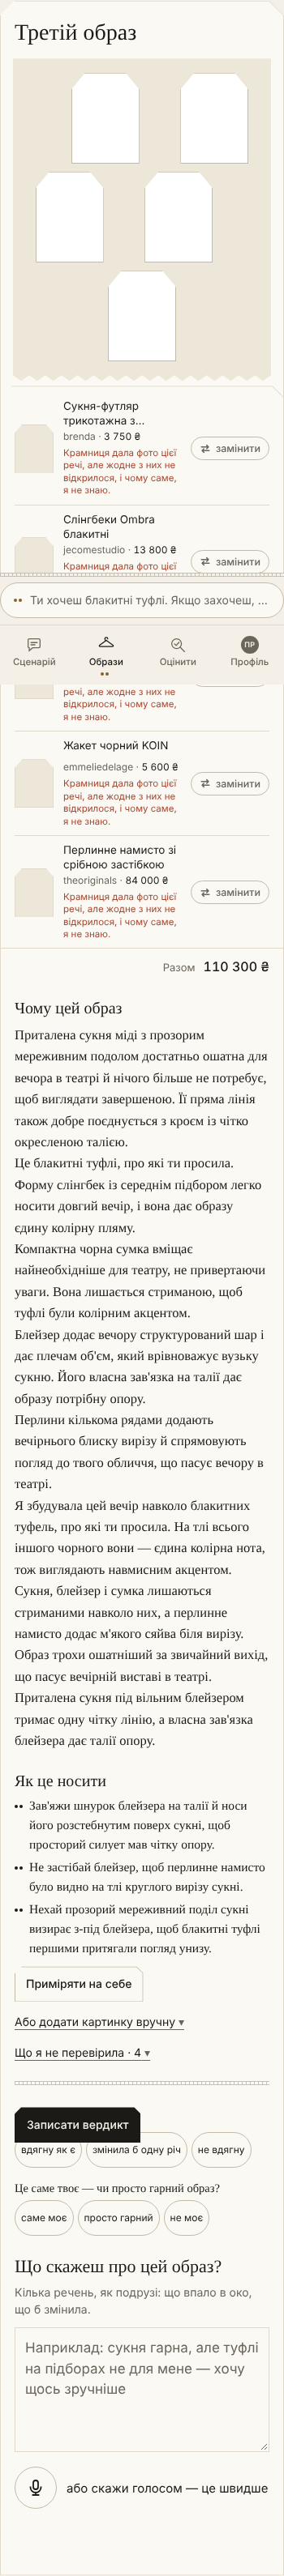 Третій образ
Сукня-футляр
трикотажна з...
brenda · 3 750 ₴
Крамниця дала фото цієї
речі, але жодне з них не
відкрилося, і чому саме,
я не знаю.
замінити
Слінгбеки Ombra
блакитні
jecomestudio · 13 800 ₴
Крамниця дала фото цієї
замінити
Ти хочеш блакитні туфлі. Якщо захочеш, ...
Сценарій
Образи
Оцінити
ПР
Профіль
речі, але жодне з них не
відкрилося, і чому саме,
я не знаю.
Жакет чорний KOIN
emmeliedelage · 5 600 ₴
Крамниця дала фото цієї
речі, але жодне з них не
відкрилося, і чому саме,
я не знаю.
замінити
Перлинне намисто зі
срібною застібкою
theoriginals · 84 000 ₴
Крамниця дала фото цієї
речі, але жодне з них не
відкрилося, і чому саме,
я не знаю.
замінити
Разом 110 300 ₴
Чому цей образ
Приталена сукня міді з прозорим
мереживним подолом достатньо ошатна для
вечора в театрі й нічого більше не потребує,
щоб виглядати завершеною. Її пряма лінія
також добре поєднується з кроєм із чітко
окресленою талією.
Це блакитні туфлі, про які ти просила.
Форму слінгбек із середнім підбором легко
носити довгий вечір, і вона дає образу
єдину колірну пляму.
Компактна чорна сумка вміщає
найнеобхідніше для театру, не привертаючи
уваги. Вона лишається стриманою, щоб
туфлі були колірним акцентом.
Блейзер додає вечору структурований шар і
дає плечам об'єм, який врівноважує вузьку
сукню. Його власна зав'язка на талії дає
образу потрібну опору.
Перлини кількома рядами додають
вечірнього блиску вирізу й спрямовують
погляд до твого обличчя, що пасує вечору в
театрі.
Я збудувала цей вечір навколо блакитних
туфель, про які ти просила. На тлі всього
іншого чорного вони — єдина колірна нота,
тож виглядають навмисним акцентом.
Сукня, блейзер і сумка лишаються
стриманими навколо них, а перлинне
намисто додає м'якого сяйва біля вирізу.
Образ трохи ошатніший за звичайний вихід,
що пасує вечірній виставі в театрі.
Приталена сукня під вільним блейзером
тримає одну чітку лінію, а власна зав'язка
блейзера дає талії опору.
Як це носити
•• Зав'яжи шнурок блейзера на талії й носи
його розстебнутим поверх сукні, щоб
просторий силует мав чітку опору.
•• Не застібай блейзер, щоб перлинне намисто
було видно на тлі круглого вирізу сукні.
•• Нехай прозорий мереживний поділ сукні
визирає з-під блейзера, щоб блакитні туфлі
першими притягали погляд унизу.
Приміряти на себе
Або додати картинку вручну ▾
Що я не перевірила · 4 ▾
Записати вердикт
вдягну як є
змінила б одну річ
не вдягну
Це саме твоє — чи просто гарний образ?
саме моє
просто гарний
не моє
Що скажеш про цей образ?
Кілька речень, як подрузі: що впало в око,
що б змінила.
Наприклад: сукня гарна, але туфлі
на підборах не для мене — хочу
щось зручніше
або скажи голосом — це швидше